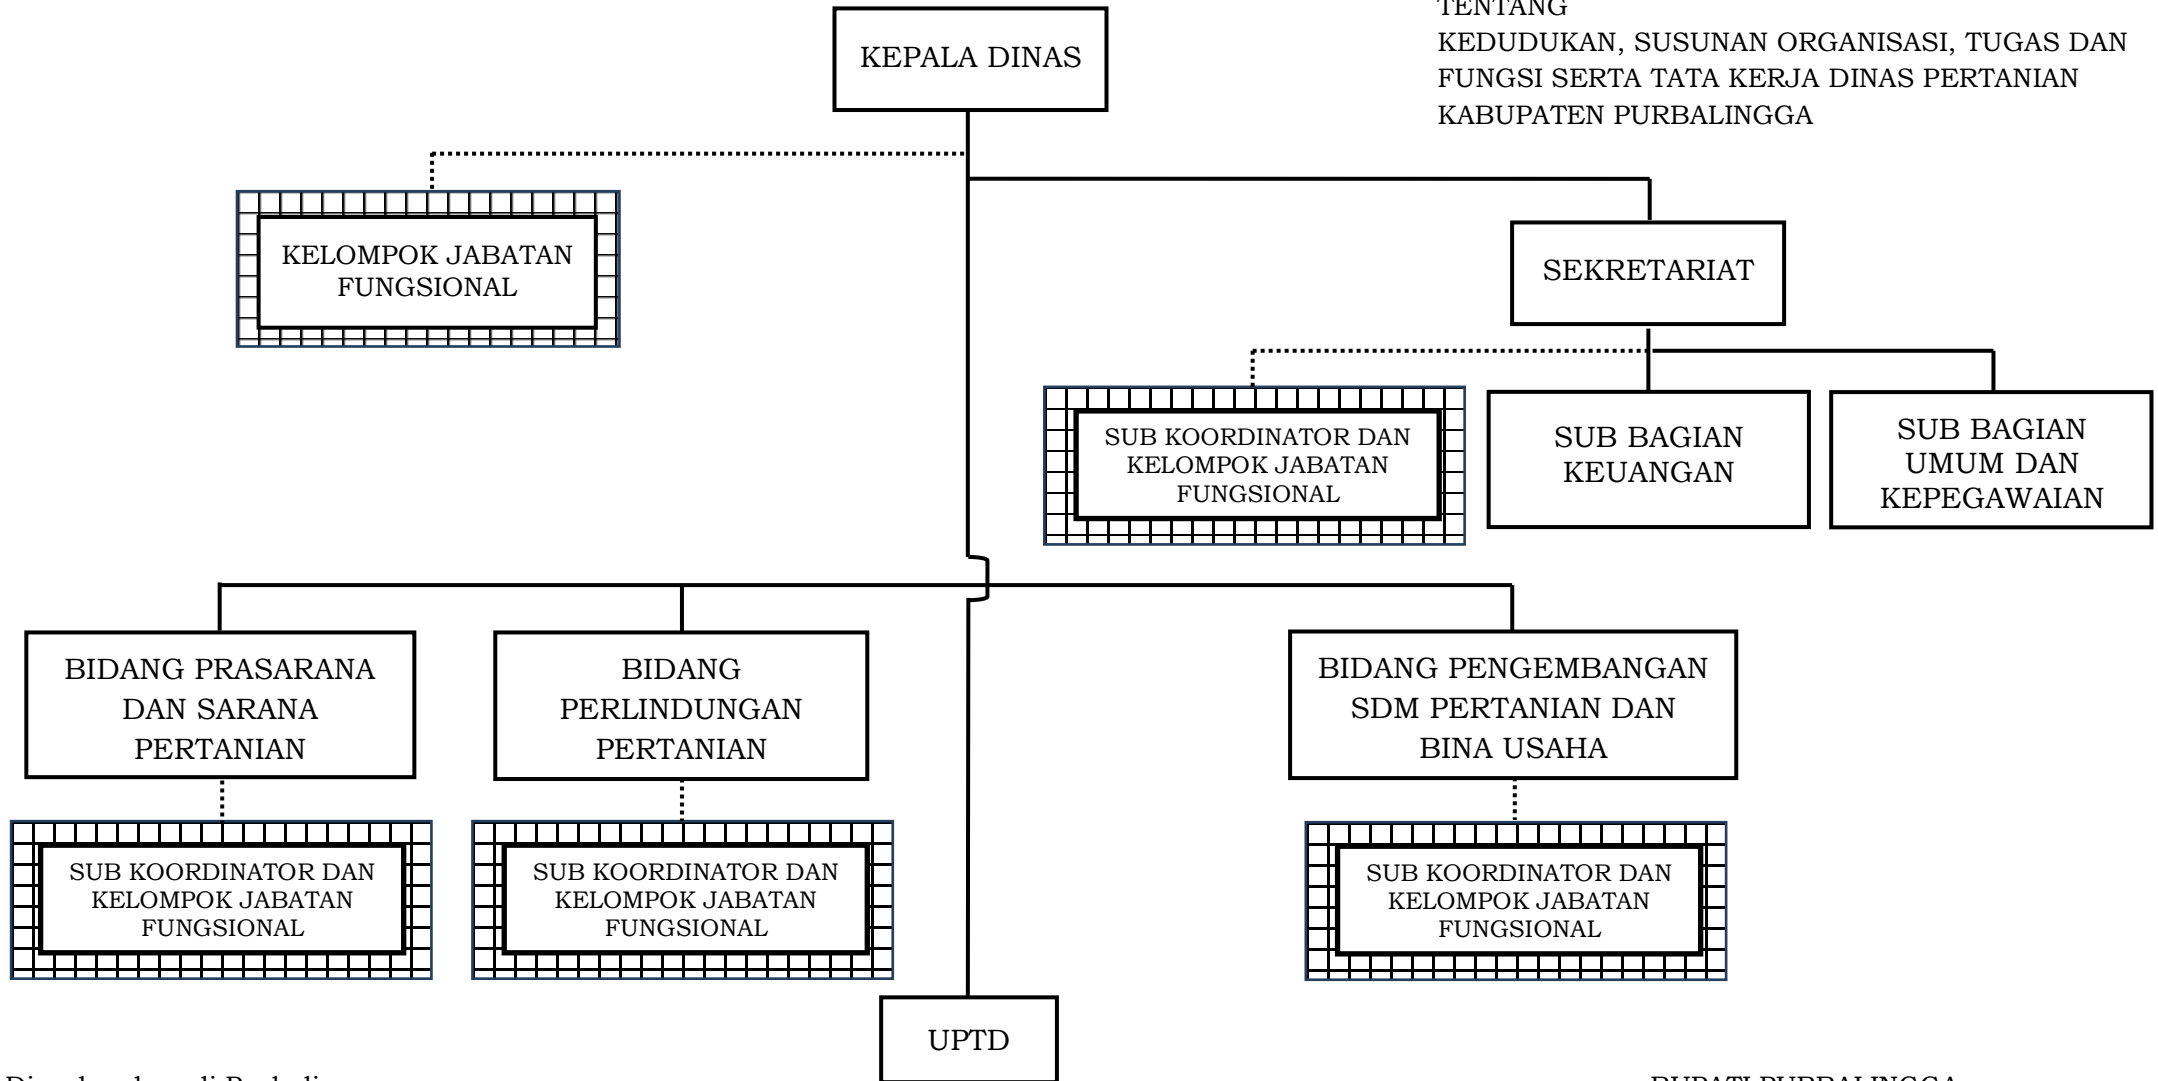 TENTANG
KEDUDUKAN, SUSUNAN ORGANISASI, TUGAS DAN
FUNGSI SERTA TATA KERJA DINAS PERTANIAN
KABUPATEN PURBALINGGA
KEPALA DINAS
KELOMPOK JABATAN
FUNGSIONAL
SEKRETARIAT
SUB KOORDINATOR DAN
KELOMPOK JABATAN
FUNGSIONAL
SUB BAGIAN
KEUANGAN
SUB BAGIAN
UMUM DAN
KEPEGAWAIAN
BIDANG PRASARANA
DAN SARANA
PERTANIAN
BIDANG
PERLINDUNGAN
PERTANIAN
BIDANG PENGEMBANGAN
SDM PERTANIAN DAN
BINA USAHA
SUB KOORDINATOR DAN
KELOMPOK JABATAN
FUNGSIONAL
SUB KOORDINATOR DAN
KELOMPOK JABATAN
FUNGSIONAL
SUB KOORDINATOR DAN
KELOMPOK JABATAN
FUNGSIONAL
UPTD
BUPATI PURBALINGGA